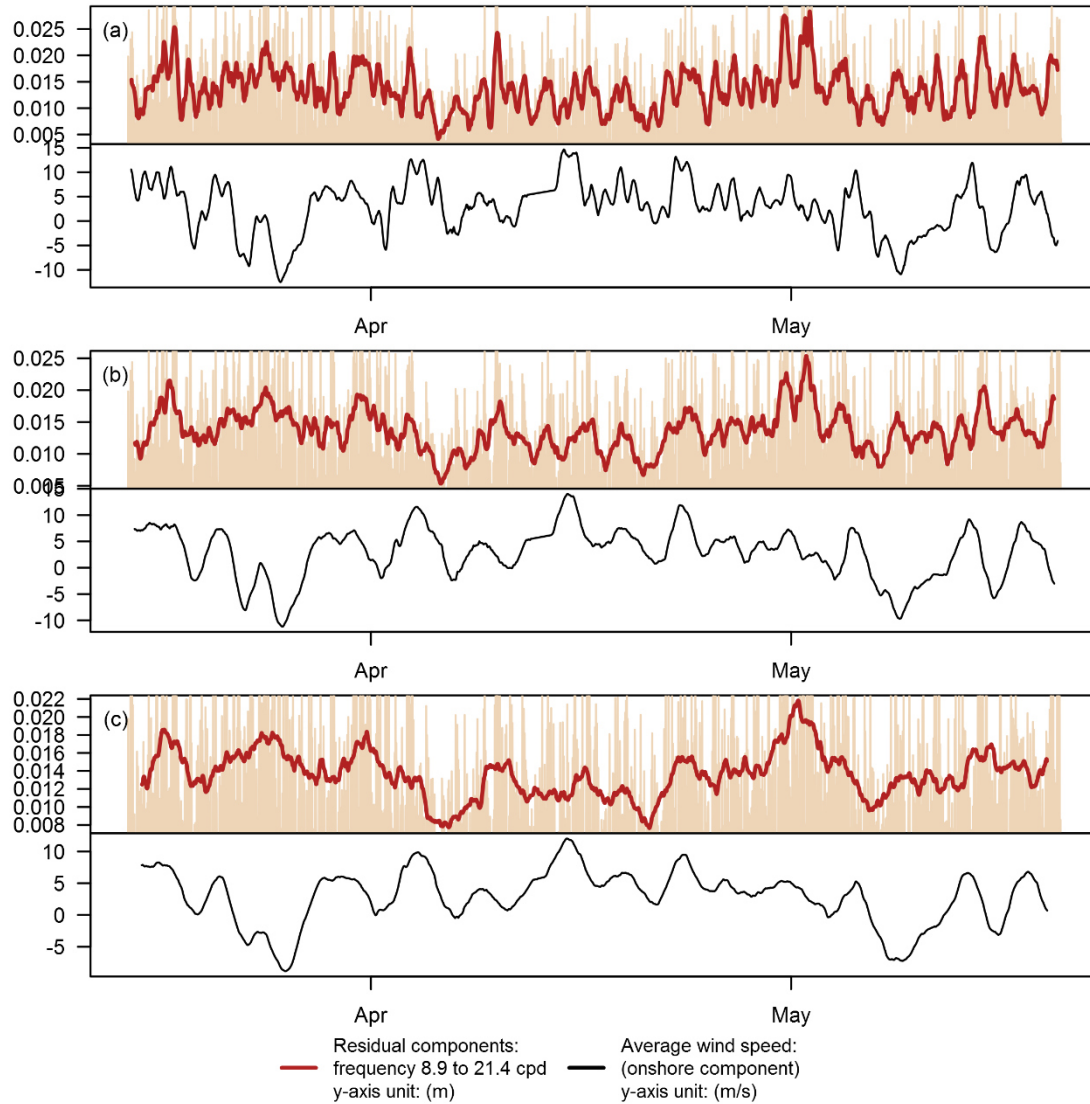 (a)
0.025
0.020
0.015
0.010
0.005
15
10
5
0
-5
-10
Apr May
(b)
0.025
0.020
0.015
0.010
0.005
15
10
5
0
-5
-10
Apr May
(c)
0.022
0.020
0.018
0.016
0.014
0.012
0.010
0.008
10
5
0
-5
Apr May
Residual components:
frequency 8.9 to 21.4 cpd
y-axis unit: (m)
Average wind speed:
(onshore component)
y-axis unit: (m/s)